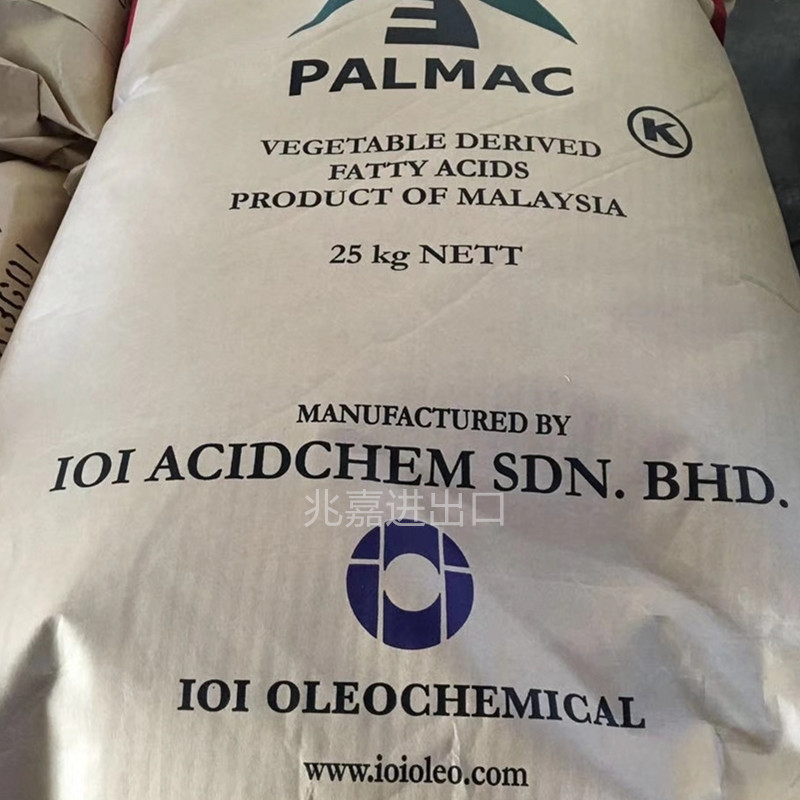 PALMAC
K
VEGETABLE DERIVED
FATTY ACIDS
PRODUCT OF MALAYSIA
25 kg NETT
MANUFACTURED BY
IOI ACIDCHEM SDN. BHD.
兆嘉进出口
IOI OLEOCHEMICAL
www.ioioleo.com